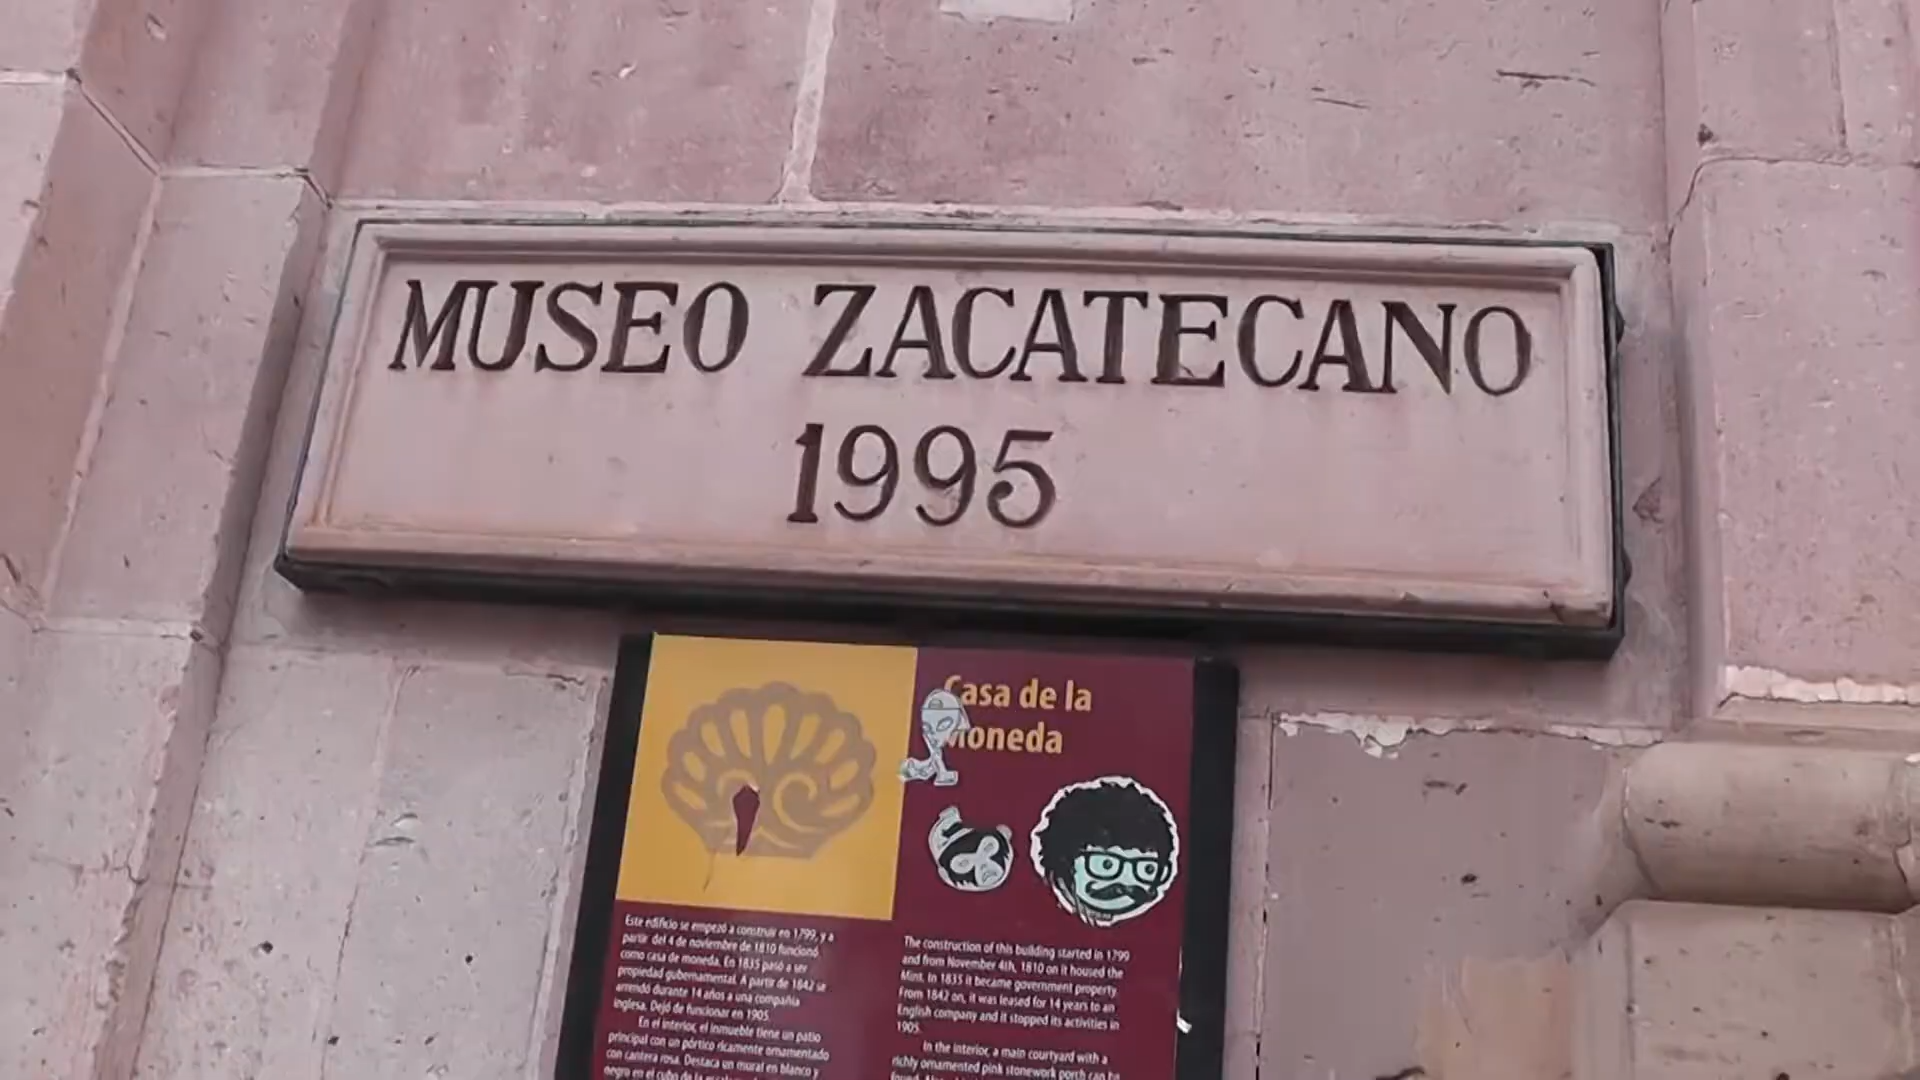 MUSEO ZACATECANO
1995
Casa de la
Moneda
Este edificio se empezó a construir en 1799, y a
partir del 4 de noviembre de 1810 funcionó
como casa de moneda. En 1835 pasó a ser
propiedad gubernamental. A partir de 1842 se
arrendó durante 14 años a una compañía
inglesa. Dejó de funcionar en 1905.
En el interior, el inmueble tiene un patio
principal con un pórtico ricamente ornamentado
con cantera rosa. Destaca un mural en blanco y
negro en el cubo de la
The construction of this building started in 1799
and from November 4th, 1810 on it housed the
Mint. In 1835 it became government property.
From 1842 on, it was leased for 14 years to an
English company and it stopped its activities in
1905.
In the interior, a main courtyard with a
richly ornamented pink stonework porch can be